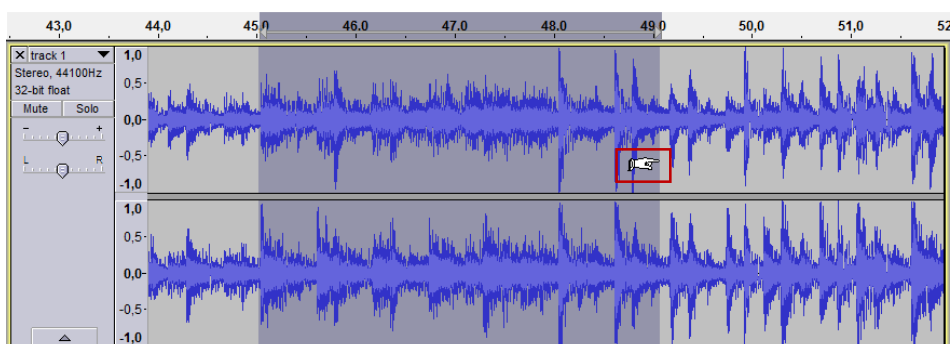 43,0 44,0 45,0 46,0 47,0 48,0 49,0 50,0 51,0 52
track 1
Stereo, 44100Hz
32-bit float
Mute Solo
- +
L R
1,0
0,5-
0,0-
-0,5-
-1,0
1,0
0,5-
0,0-
-0,5-
-1,0